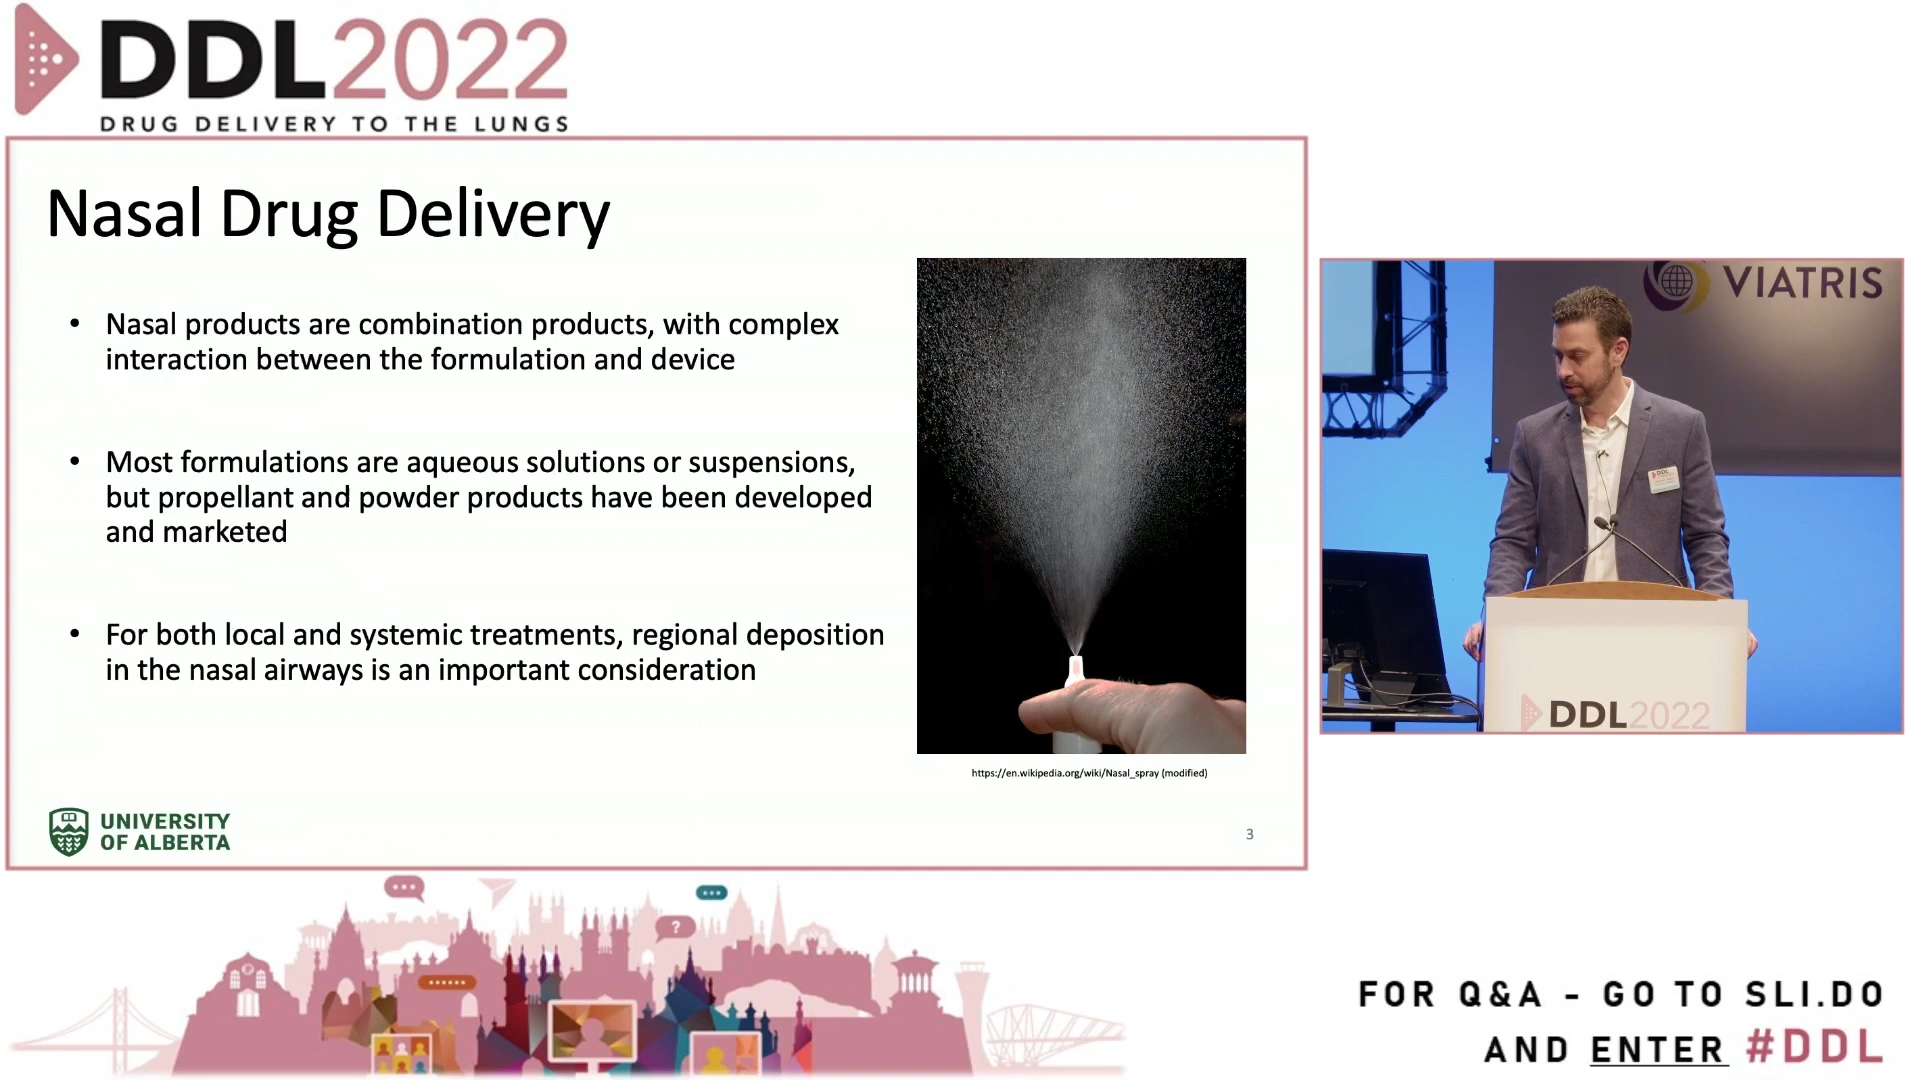 DDL2022
DRUG DELIVERY TO THE LUNGS
Nasal Drug Delivery
• Nasal products are combination products, with complex
interaction between the formulation and device
• Most formulations are aqueous solutions or suspensions,
but propellant and powder products have been developed
and marketed
• For both local and systemic treatments, regional deposition
in the nasal airways is an important consideration
https://en.wikipedia.org/wiki/Nasal_spray (modified)
UNIVERSITY
OF ALBERTA
3
VIATRIS
DDL2022
?
FOR Q&A - GO TO SLI.DO
AND ENTER #DDL